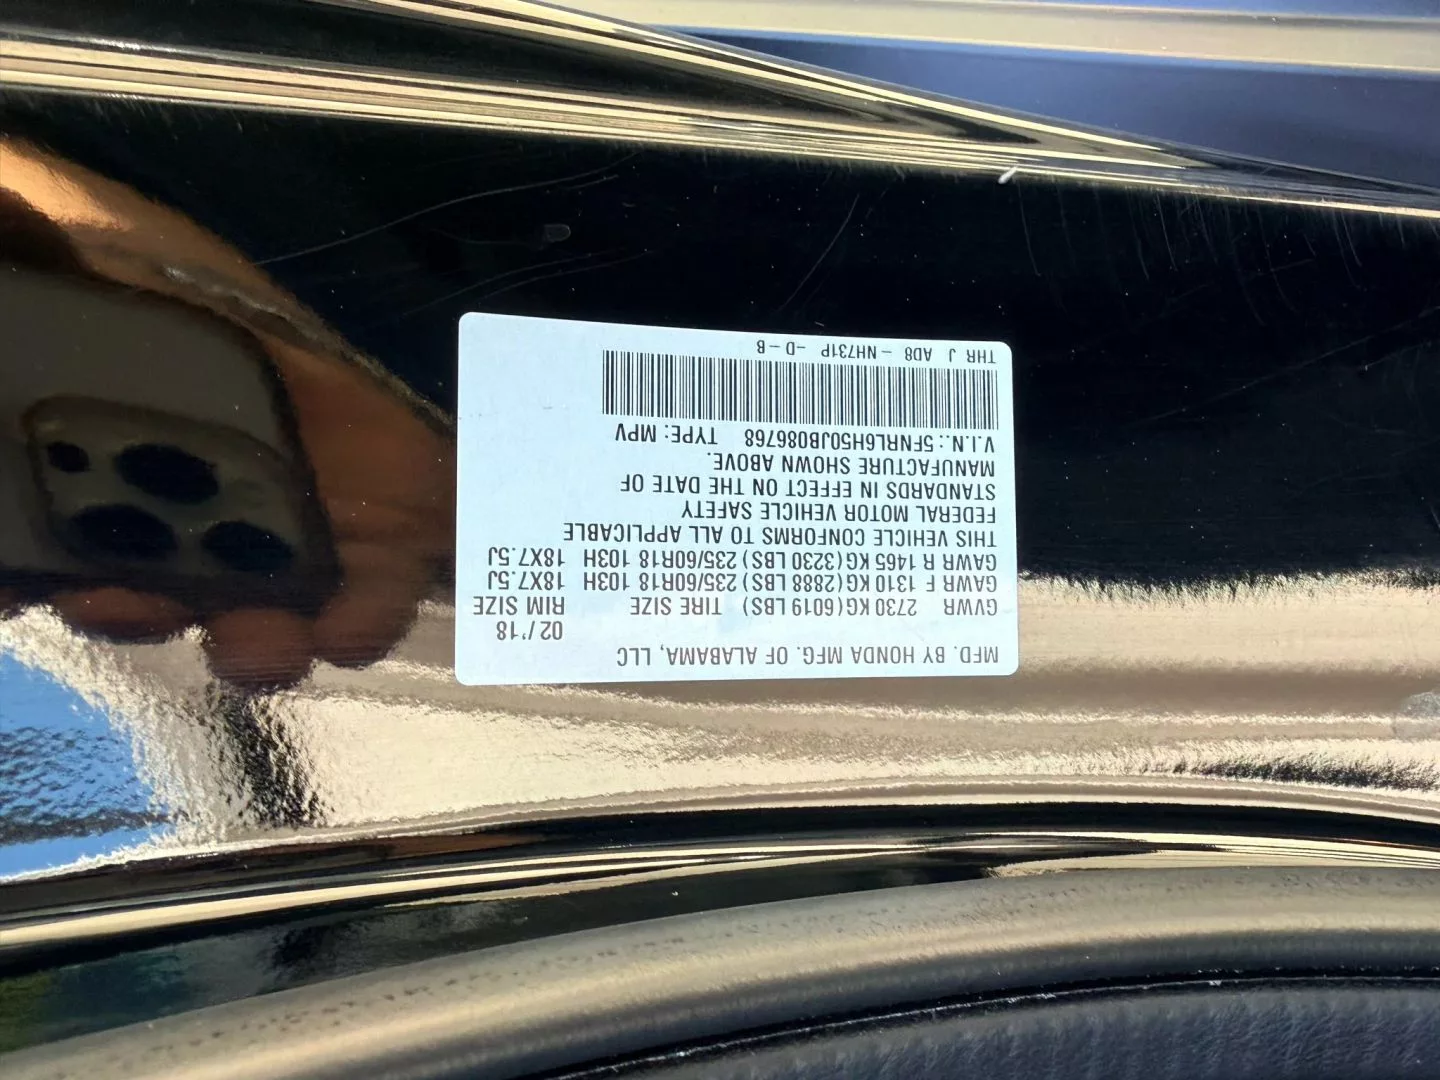 MFD. BY HONDA MFG. OF ALABAMA, LLC
02/'18
GVWR 2730 KG(6019 LBS) TIRE SIZE RIM SIZE
GAWR F 1310 KG(2888 LBS) 235/60R18 103H 18X7.5J
GAWR R 1465 KG(3230 LBS) 235/60R18 103H 18X7.5J
THIS VEHICLE CONFORMS TO ALL APPLICABLE
FEDERAL MOTOR VEHICLE SAFETY
STANDARDS IN EFFECT ON THE DATE OF
MANUFACTURE SHOWN ABOVE.
V.I.N.: 5FNRL6H50JB086768 TYPE: MPV
THR J AD8 - NH731P -D-B